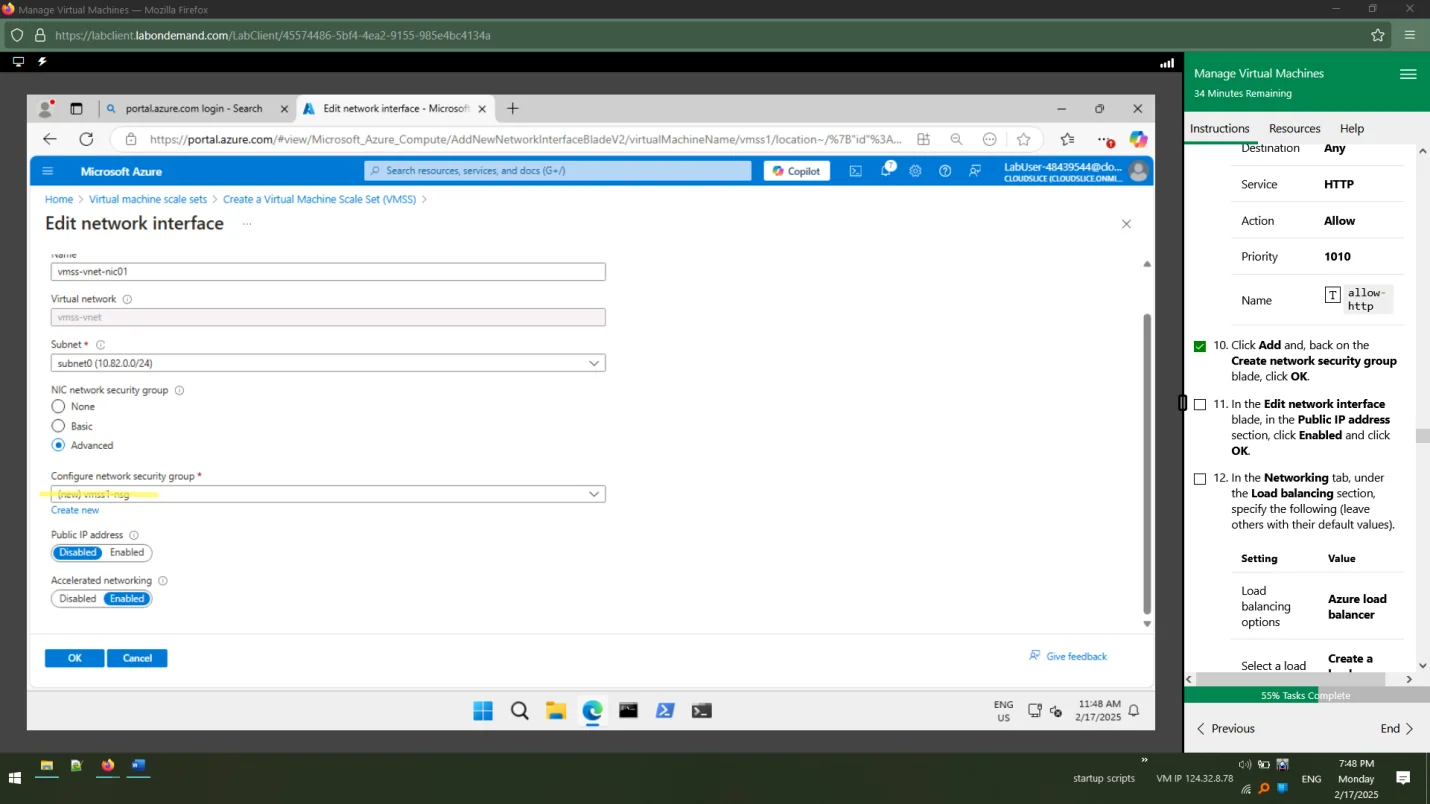 Manage Virtual Machines — Mozilla Firefox
https://labclient.labondemand.com/LabClient/45574486-5bf4-4ea2-9155-985e4bc4134a
portal.azure.com login - Search
Edit network interface - Microsoft
https://portal.azure.com/#view/Microsoft_Azure_Compute/AddNewNetworkInterfaceBladeV2/virtualMachineName/vmss1/location~/%7B"id"%3A...
Microsoft Azure
Search resources, services, and docs (G+/)
Copilot
7
LabUser-48439544@clo...
CLOUDSLICE (CLOUDSLICE.ONMI...
Home > Virtual machine scale sets > Create a Virtual Machine Scale Set (VMSS) >
Edit network interface ...
Name
vmss-vnet-nic01
Virtual network
vmss-vnet
Subnet *
subnet0 (10.82.0.0/24)
NIC network security group
None
Basic
Advanced
Configure network security group *
(new) vmss1-nsg
Create new
Public IP address
Disabled Enabled
Accelerated networking
Disabled Enabled
OK Cancel
Give feedback
ENG
US
11:48 AM
2/17/2025
Manage Virtual Machines
34 Minutes Remaining
Instructions Resources Help
Destination Any
Service HTTP
Action Allow
Priority 1010
Name T allow-
http
10. Click Add and, back on the
Create network security group
blade, click OK.
11. In the Edit network interface
blade, in the Public IP address
section, click Enabled and click
OK.
12. In the Networking tab, under
the Load balancing section,
specify the following (leave
others with their default values).
Setting Value
Load
balancing
options
Azure load
balancer
Select a load
Create a
55% Tasks Complete
Previous End
startup scripts
VM IP 124.32.8.78
ENG
7:48 PM
Monday
2/17/2025